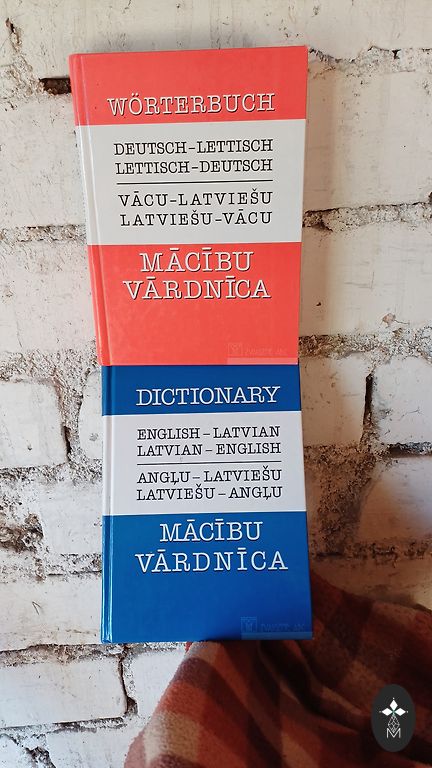 WÖRTERBUCH
DEUTSCH-LETTISCH
LETTISCH-DEUTSCH
VĀCU-LATVIEŠU
LATVIEŠU-VĀCU
MĀCĪBU
VĀRDNĪCA
DICTIONARY
ENGLISH-LATVIAN
LATVIAN-ENGLISH
ANGĻU-LATVIEŠU
LATVIEŠU-ANGĻU
MĀCĪBU
VĀRDNĪCA